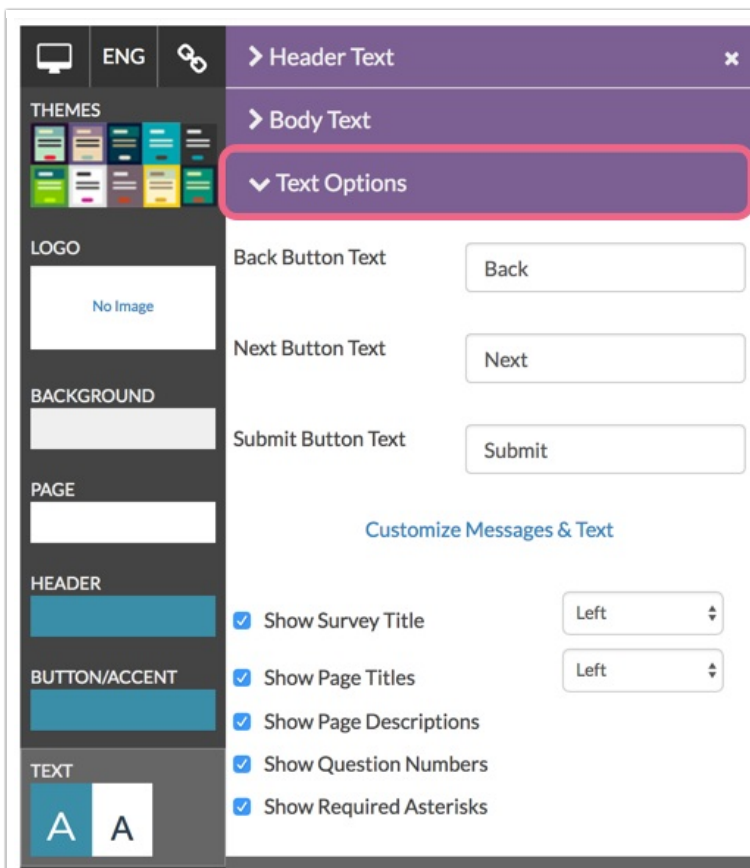 ENG
THEMES
LOGO
No Image
BACKGROUND
PAGE
HEADER
BUTTON/ACCENT
TEXT
A A
Header Text
Body Text
Text Options
Back Button Text Back
Next Button Text Next
Submit Button Text Submit
Customize Messages & Text
Show Survey Title Left
Show Page Titles Left
Show Page Descriptions
Show Question Numbers
Show Required Asterisks